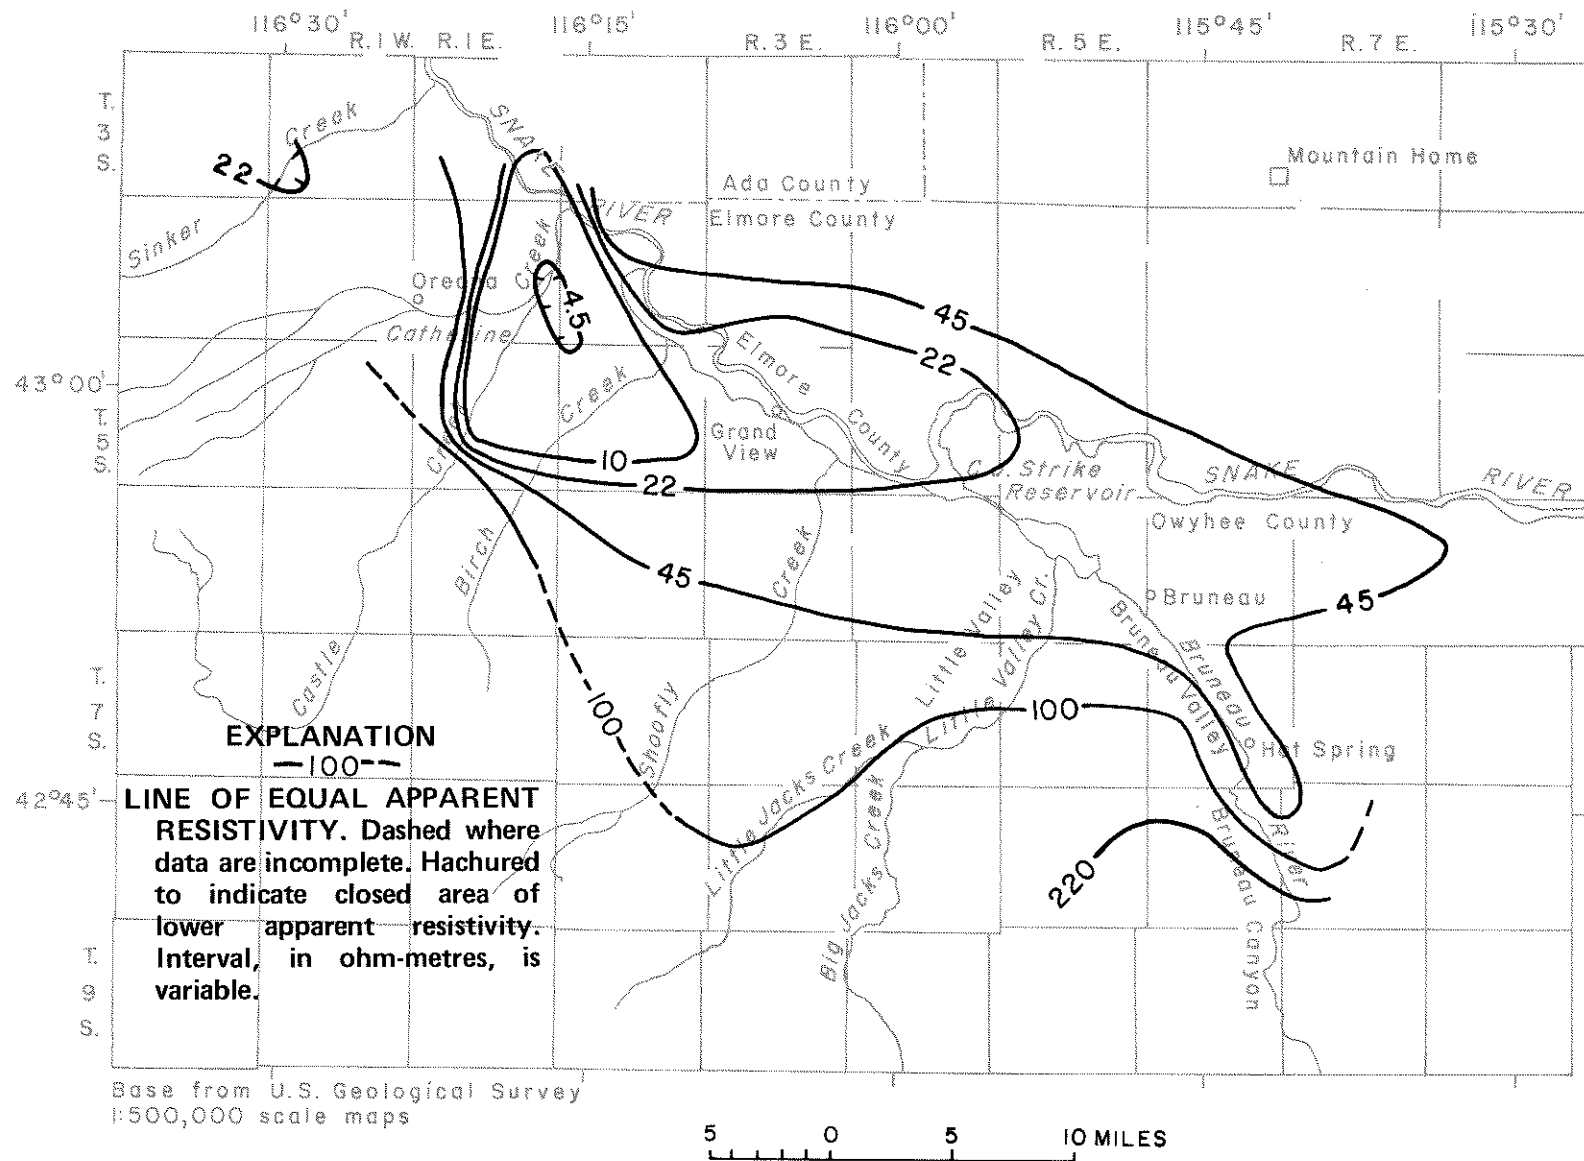 116°30' 116°15' 116°00' 115°45' 115°30'
R.1W. R.1E. R.3 E. R.5 E. R.7 E.
T.
3
S.
Creek
Sinker
22
SNAKE
RIVER
Ada County
Elmore County
Mountain Home
Oreana
Creek
Catherine
4.5
45
22
Elmore
County
43°00'
T.
5
S.
Creek
Grand
View
10
22
C.J. Strike
Reservoir
SNAKE
RIVER
Owyhee County
Birch
Creek
45
Little Valley
Little Valley Cr.
Bruneau
45
Bruneau Valley
Bruneau
River
Castle
Creek
T.
7
S.
100
Shoofly
Creek
100
Hot Spring
Little Jacks Creek
Big Jacks Creek
42°45'
220
Bruneau Canyon
T.
9
S.
EXPLANATION
100
LINE OF EQUAL APPARENT
RESISTIVITY. Dashed where
data are incomplete. Hachured
to indicate closed area of
lower apparent resistivity.
Interval, in ohm-metres, is
variable.
Base from U.S. Geological Survey
1:500,000 scale maps
5 0 5 10 MILES